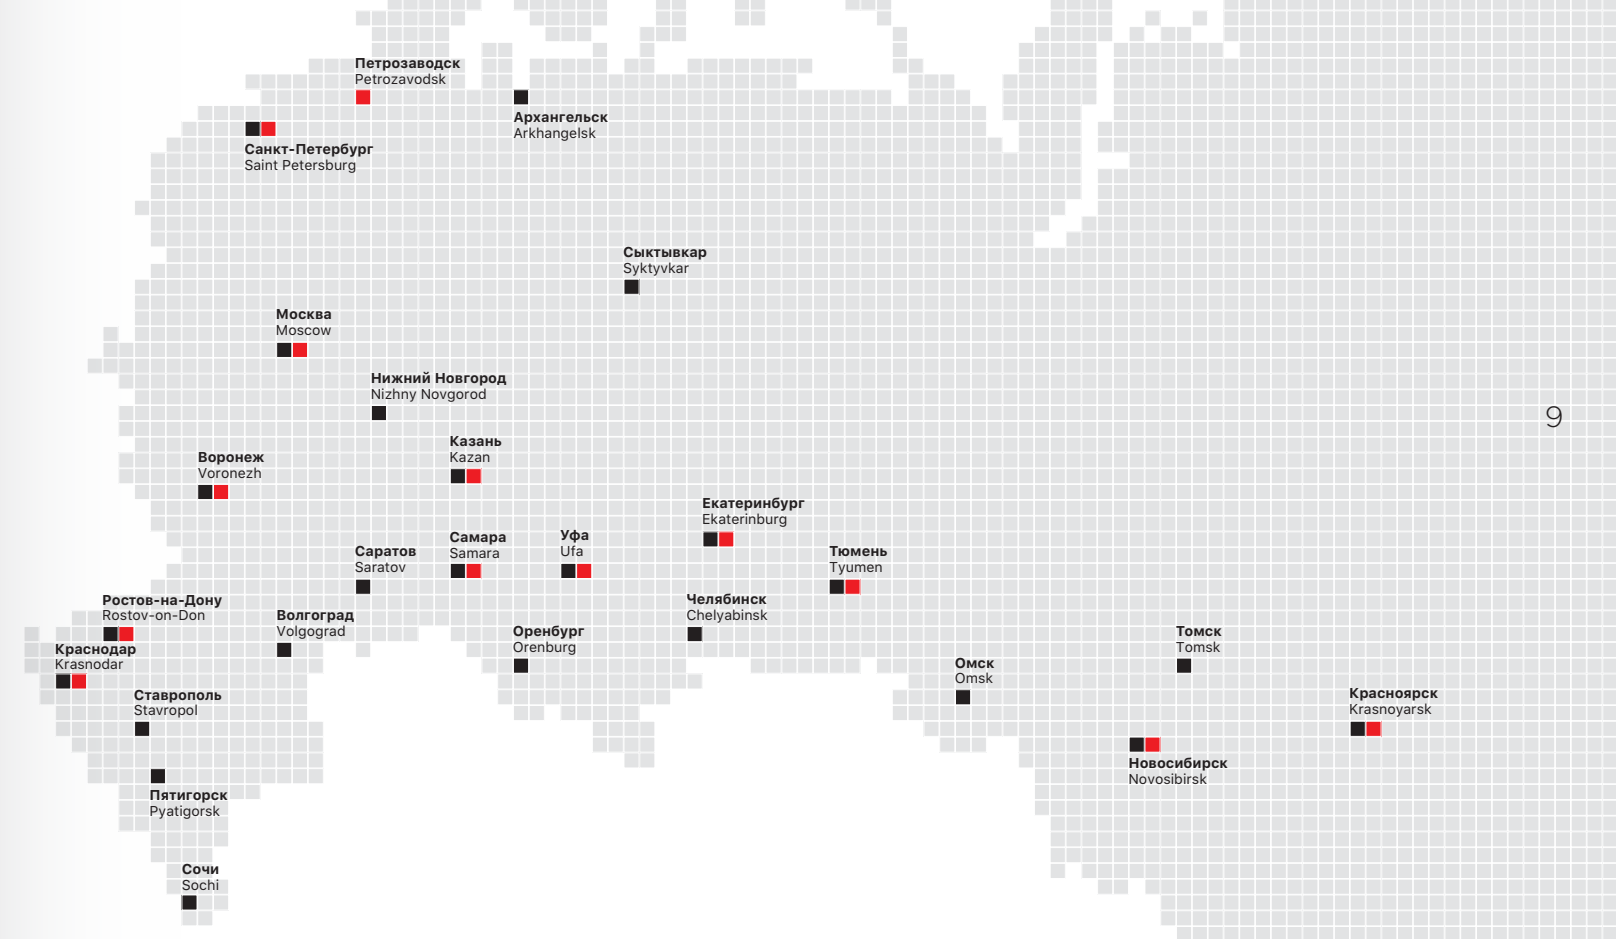 Петрозаводск
Petrozavodsk
Архангельск
Arkhangelsk
Санкт-Петербург
Saint Petersburg
Сыктывкар
Syktyvkar
Москва
Moscow
Нижний Новгород
Nizhny Novgorod
9
Казань
Kazan
Воронеж
Voronezh
Екатеринбург
Ekaterinburg
Самара
Samara
Уфа
Ufa
Саратов
Saratov
Тюмень
Tyumen
Ростов-на-Дону
Rostov-on-Don
Челябинск
Chelyabinsk
Волгоград
Volgograd
Оренбург
Orenburg
Томск
Tomsk
Краснодар
Krasnodar
Омск
Omsk
Ставрополь
Stavropol
Красноярск
Krasnoyarsk
Новосибирск
Novosibirsk
Пятигорск
Pyatigorsk
Сочи
Sochi